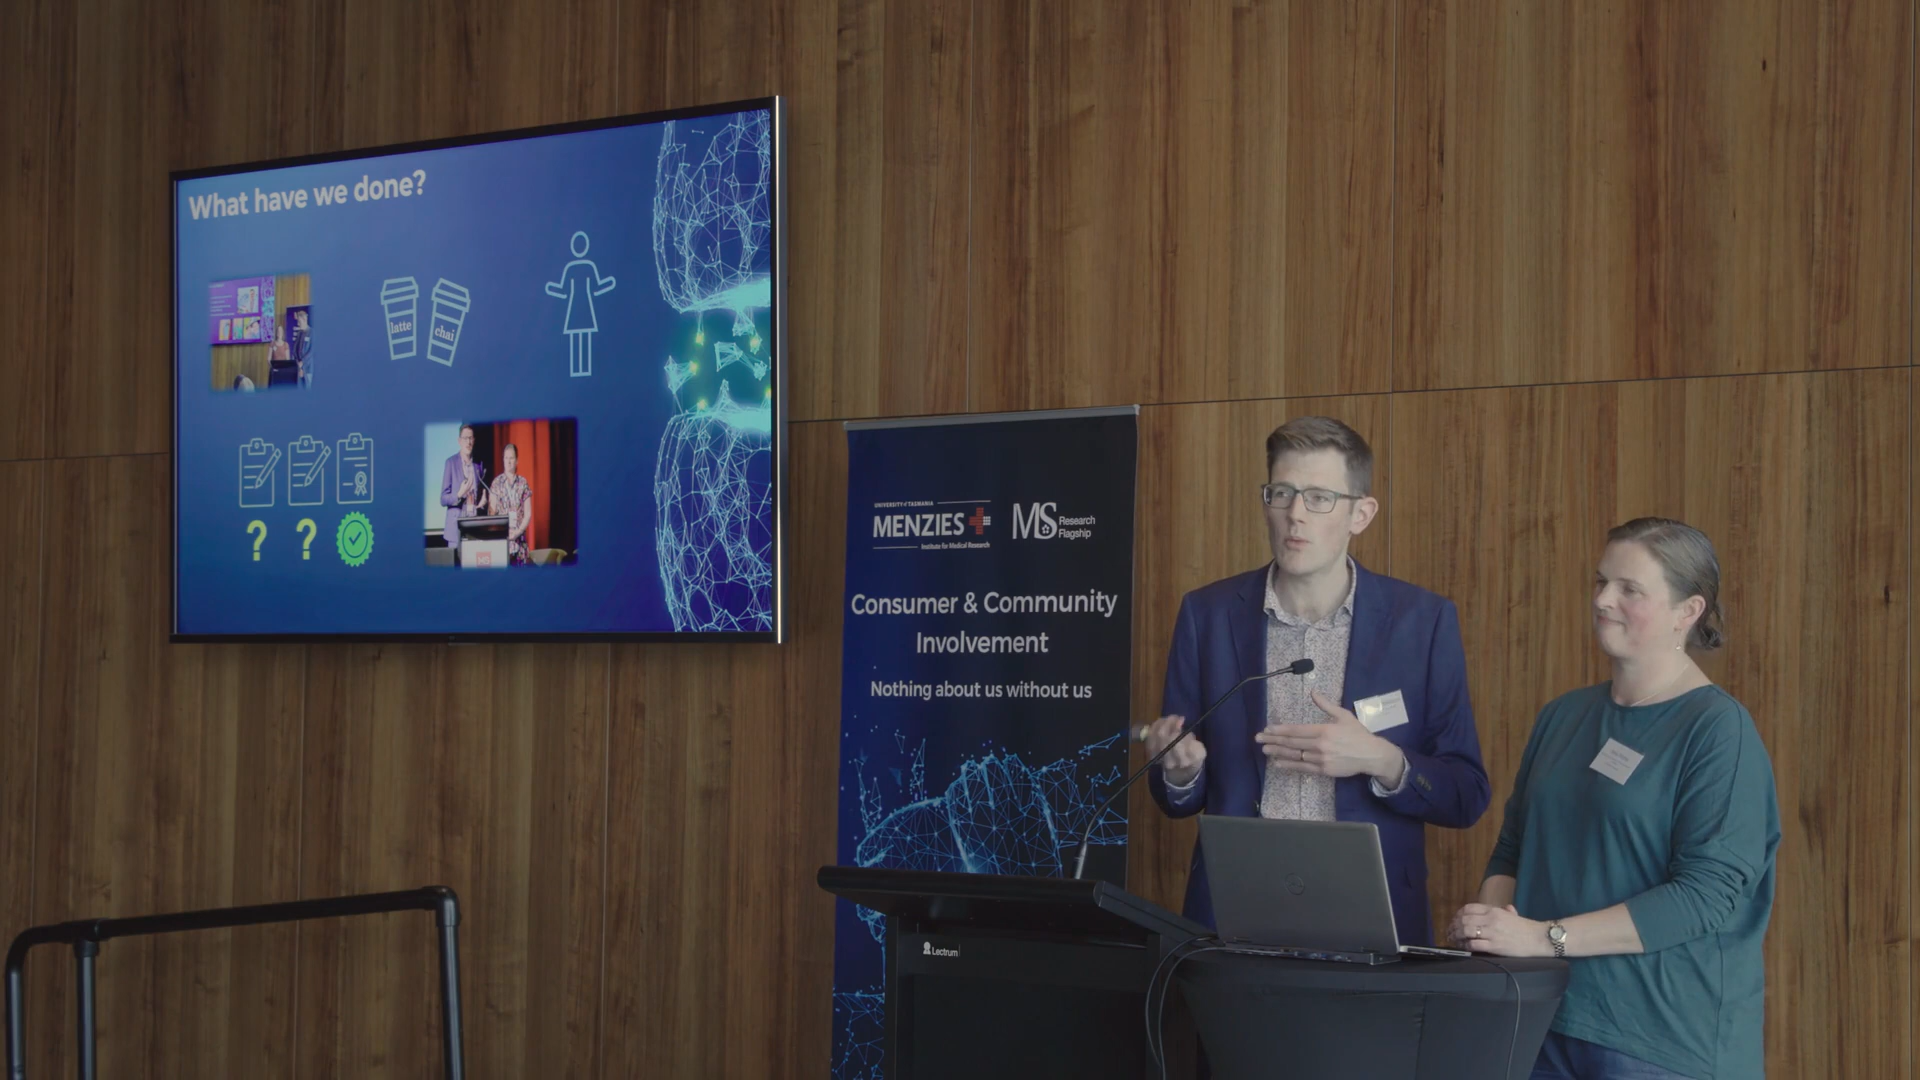 What have we done?
latte
chai
?
?
UNIVERSITY of TASMANIA
MENZIES
Institute for Medical Research
MS
Research
Flagship
Consumer & Community
Involvement
Nothing about us without us
Lectrum